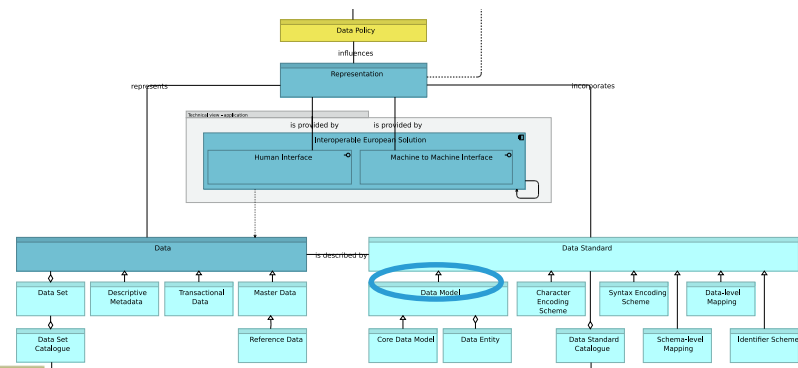 Data Policy
influences
Representation
represents
incorporates
Technical view - application
is provided by
is provided by
Interoperable European Solution
Human Interface
Machine to Machine Interface
Data
is described by
Data Standard
Data Set
Descriptive
Metadata
Transactional
Data
Master Data
Data Model
Character
Encoding
Scheme
Syntax Encoding
Scheme
Data-level
Mapping
Data Set
Catalogue
Reference Data
Core Data Model
Data Entity
Data Standard
Catalogue
Schema-level
Mapping
Identifier Scheme